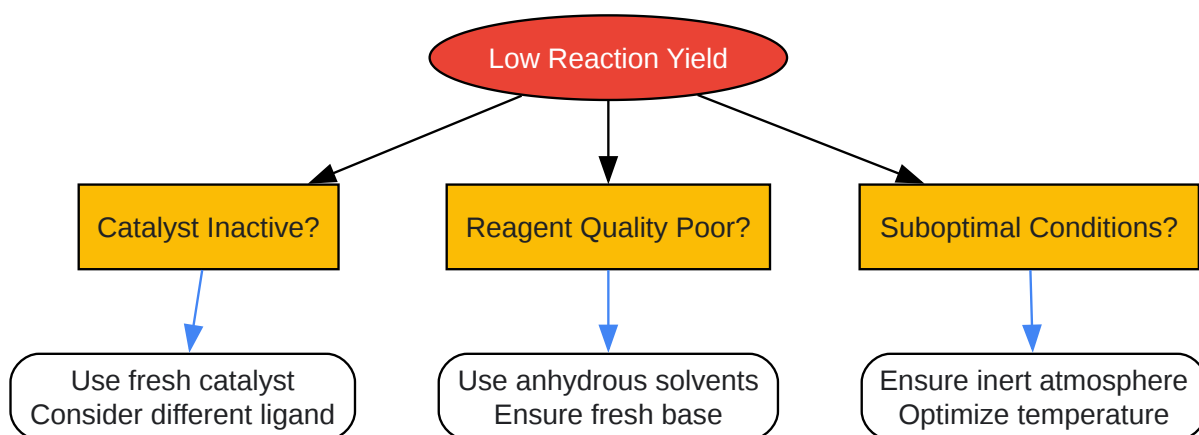 Low Reaction Yield
Catalyst Inactive?
Reagent Quality Poor?
Suboptimal Conditions?
Use fresh catalyst
Consider different ligand
Use anhydrous solvents
Ensure fresh base
Ensure inert atmosphere
Optimize temperature